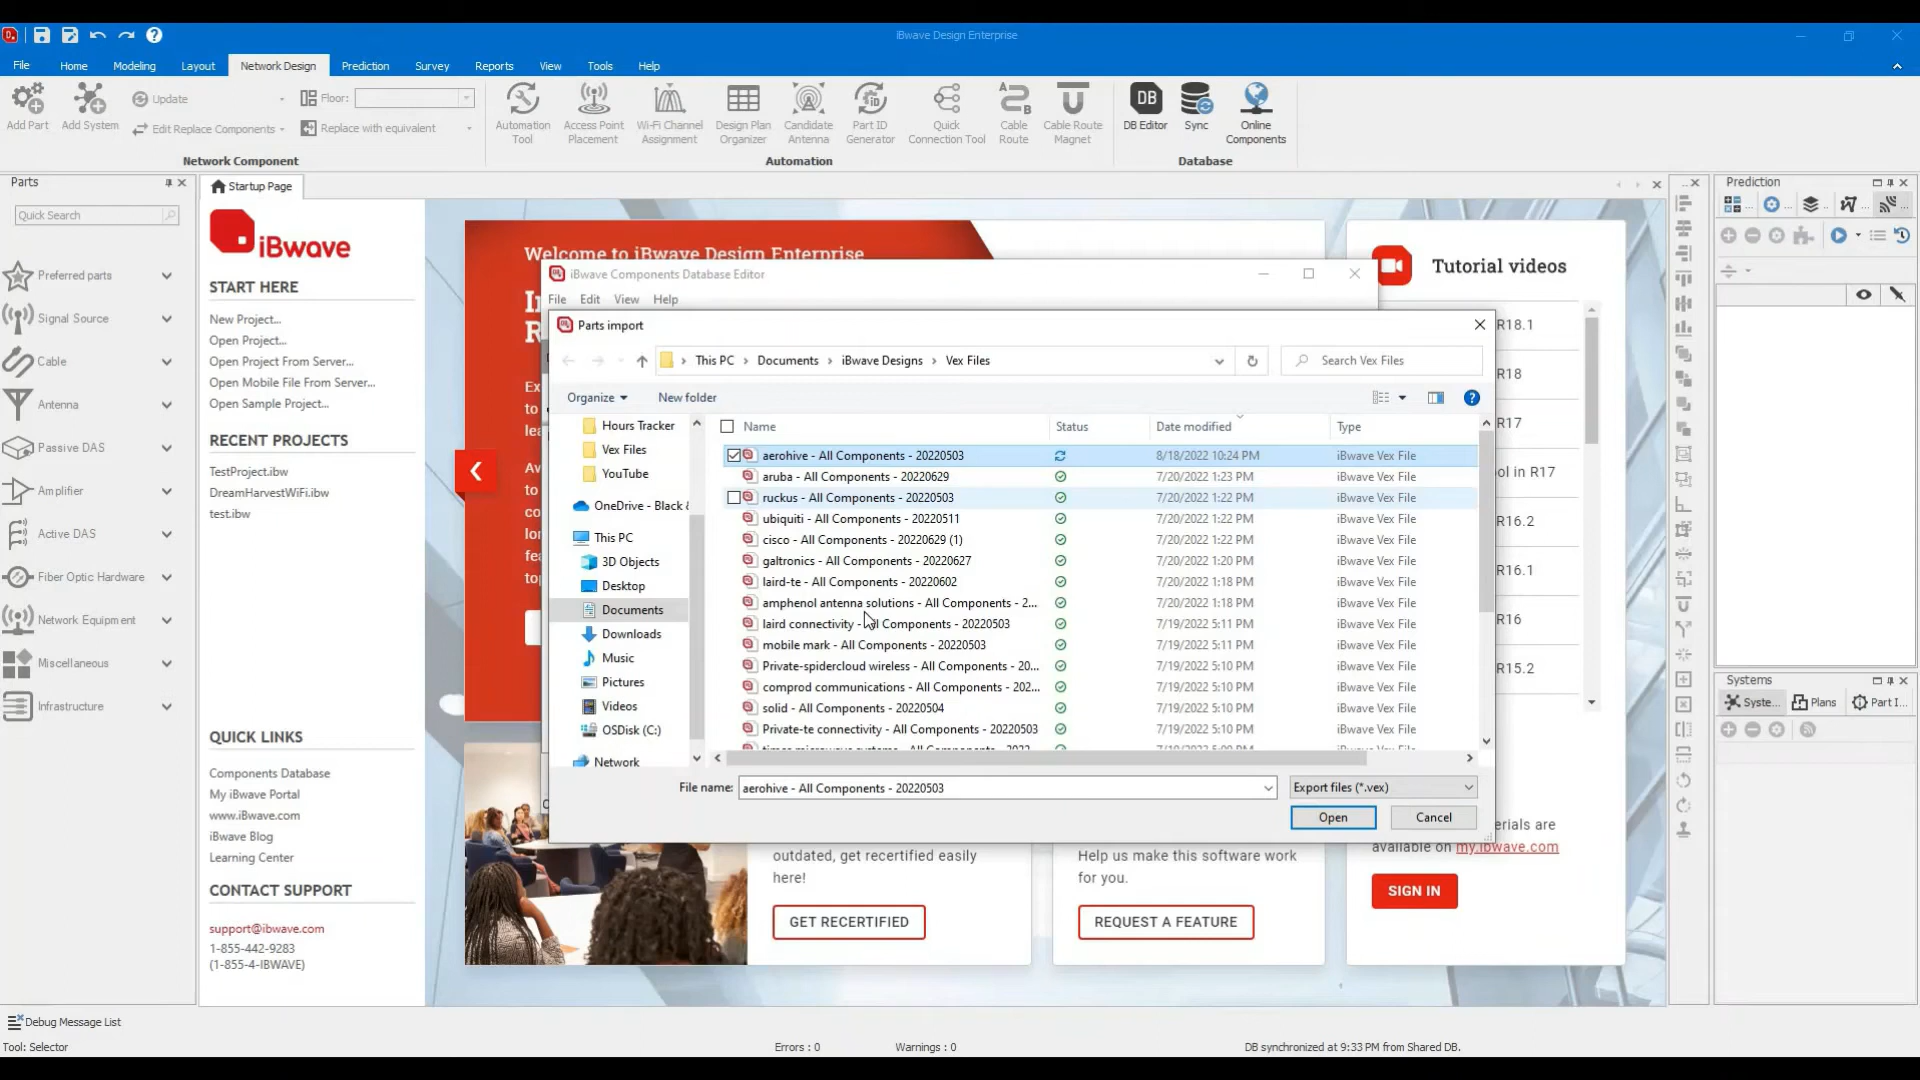 iBwave Design Enterprise
File Home Modeling Layout Network Design Prediction Survey Reports View Tools Help
Add Part
Add System
Update
Edit Replace Components
Floor:
Replace with equivalent
Network Component
Automation Tool
Access Point Placement
Wi-Fi Channel Assignment
Design Plan Organizer
Candidate Antenna
Part ID Generator
Quick Connection Tool
Cable Route
Cable Route Magnet
Automation
DB
DB Editor
Sync
Online Components
Database
Parts
Quick Search
Preferred parts
Signal Source
Cable
Antenna
Passive DAS
Amplifier
Active DAS
Fiber Optic Hardware
Network Equipment
Miscellaneous
Infrastructure
Startup Page
iBwave
START HERE
New Project...
Open Project...
Open Project From Server...
Open Mobile File From Server...
Open Sample Project...
RECENT PROJECTS
TestProject.ibw
DreamHarvestWiFi.ibw
test.ibw
QUICK LINKS
Components Database
My iBwave Portal
www.iBwave.com
iBwave Blog
Learning Center
CONTACT SUPPORT
support@ibwave.com
1-855-442-9283
(1-855-4-IBWAVE)
Welcome to iBwave Design Enterprise
iBwave Components Database Editor
File Edit View Help
Parts import
This PC > Documents > iBwave Designs > Vex Files
Search Vex Files
Organize New folder
Hours Tracker
Vex Files
YouTube
OneDrive - Black &
This PC
3D Objects
Desktop
Documents
Downloads
Music
Pictures
Videos
OSDisk (C:)
Network
Name Status Date modified Type
aerohive - All Components - 20220503 8/18/2022 10:24 PM iBwave Vex File
aruba - All Components - 20220629 7/20/2022 1:23 PM iBwave Vex File
ruckus - All Components - 20220503 7/20/2022 1:22 PM iBwave Vex File
ubiquiti - All Components - 20220511 7/20/2022 1:22 PM iBwave Vex File
cisco - All Components - 20220629 (1) 7/20/2022 1:22 PM iBwave Vex File
galtronics - All Components - 20220627 7/20/2022 1:20 PM iBwave Vex File
laird-te - All Components - 20220602 7/20/2022 1:18 PM iBwave Vex File
amphenol antenna solutions - All Components - 2... 7/20/2022 1:18 PM iBwave Vex File
laird connectivity - All Components - 20220503 7/19/2022 5:11 PM iBwave Vex File
mobile mark - All Components - 20220503 7/19/2022 5:11 PM iBwave Vex File
Private-spidercloud wireless - All Components - 20... 7/19/2022 5:10 PM iBwave Vex File
comprod communications - All Components - 202... 7/19/2022 5:10 PM iBwave Vex File
solid - All Components - 20220504 7/19/2022 5:10 PM iBwave Vex File
Private-te connectivity - All Components - 20220503 7/19/2022 5:10 PM iBwave Vex File
File name: aerohive - All Components - 20220503 Export files (*.vex)
Open Cancel
outdated, get recertified easily
here!
GET RECERTIFIED
Help us make this software work
for you.
REQUEST A FEATURE
Tutorial videos
R18.1
R18
R17
ool in R17
R16.2
R16.1
R16
R15.2
erials are
available on my.ibwave.com
SIGN IN
Prediction
Systems
Syste... Plans Part I...
Debug Message List
Tool: Selector Errors : 0 Warnings : 0 DB synchronized at 9:33 PM from Shared DB.